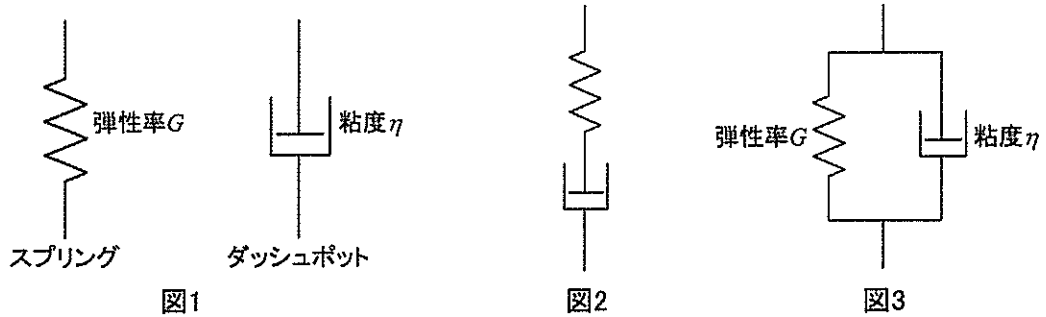 弾性率G
粘度η
スプリング
ダッシュポット
図1
図2
弾性率G
粘度η
図3